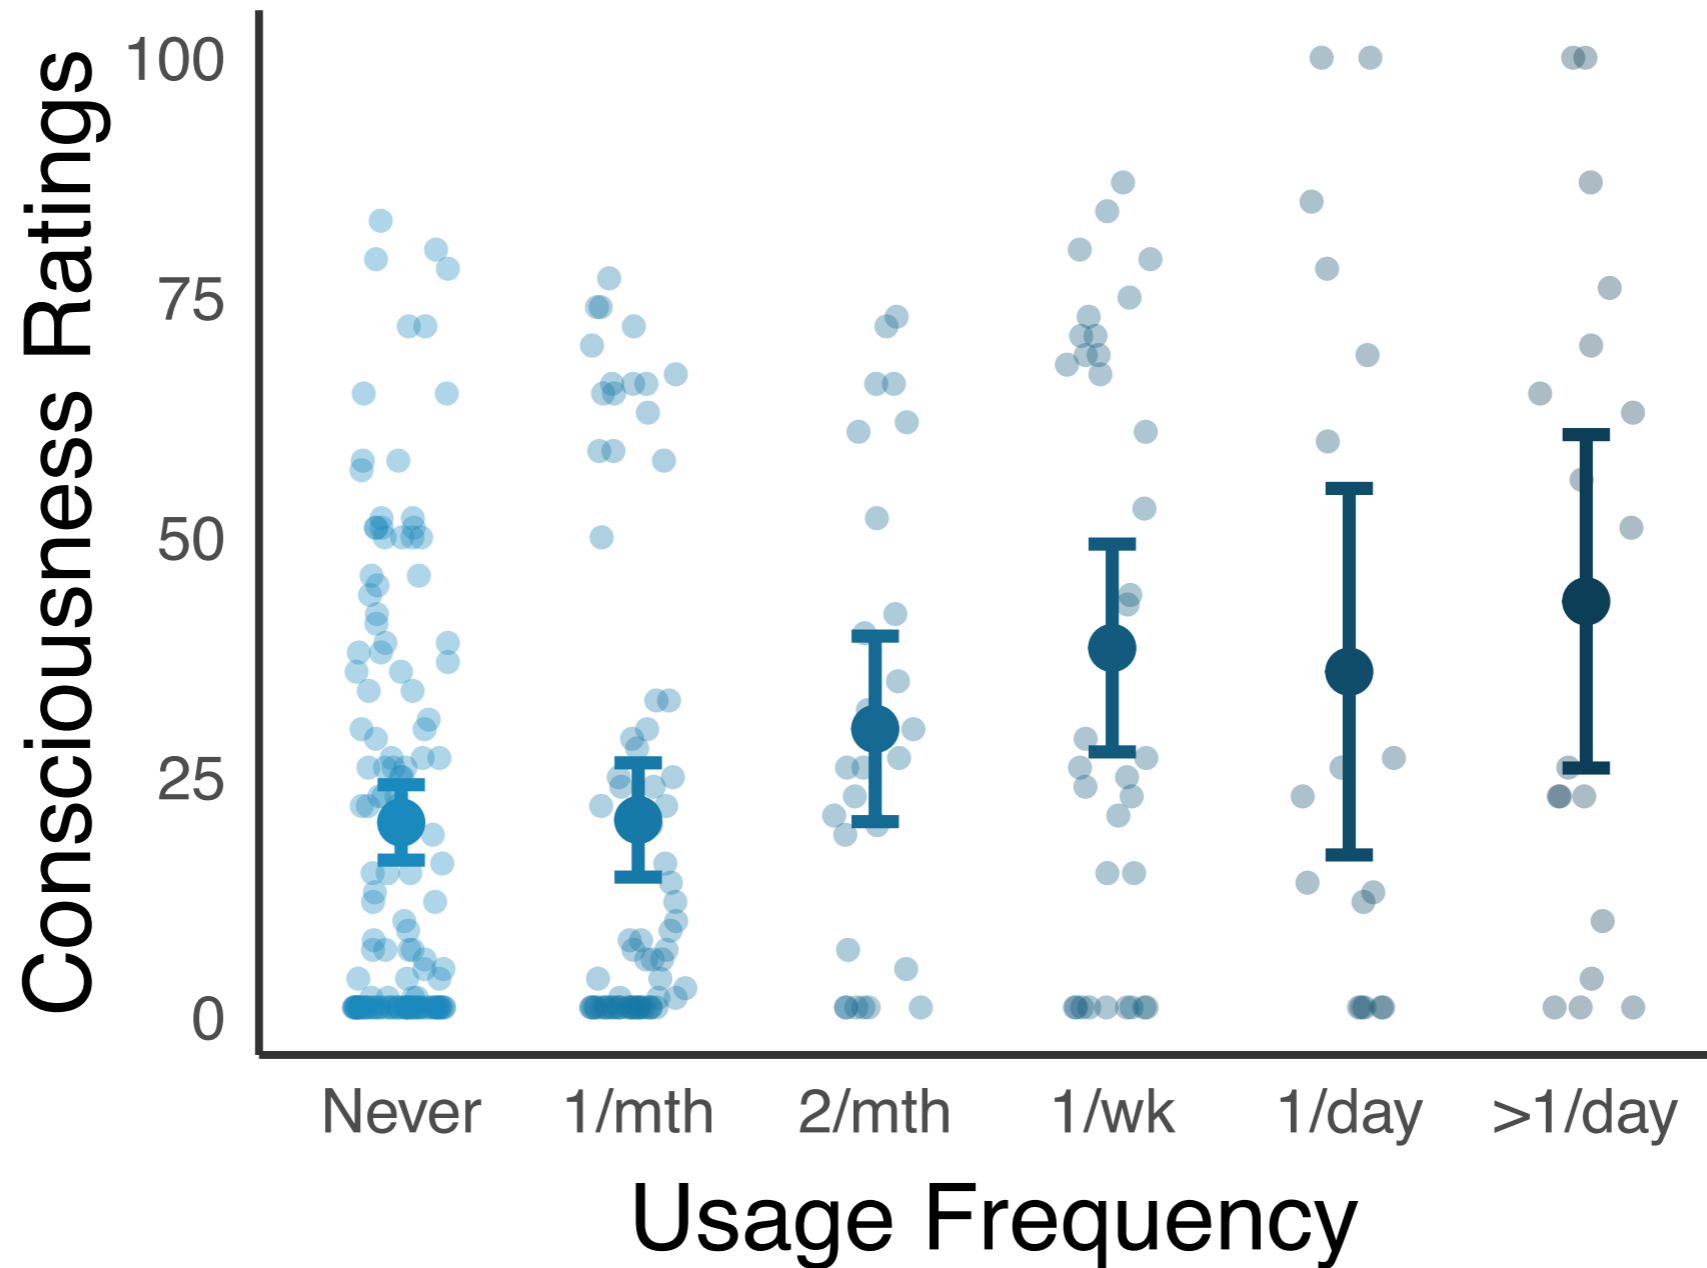 Consciousness Ratings
100
75
50
25
0
Never 1/mth 2/mth 1/wk 1/day >1/day
Usage Frequency